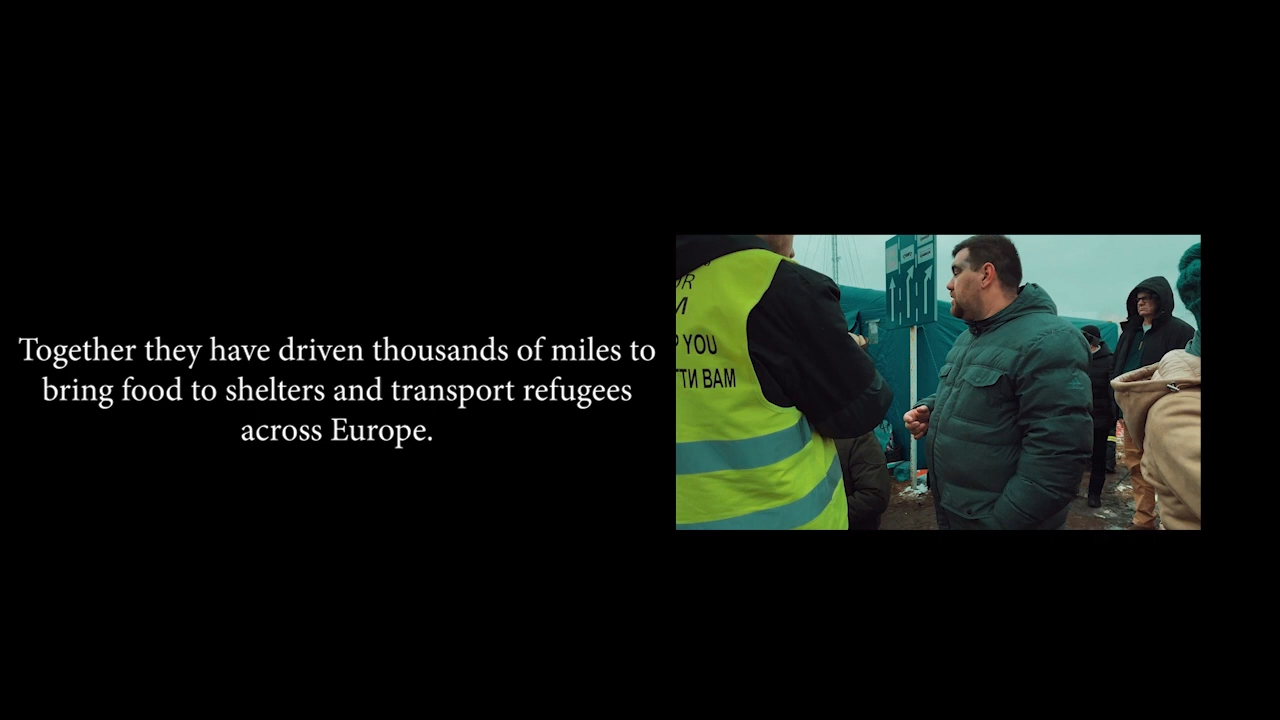 Together they have driven thousands of miles to
bring food to shelters and transport refugees
across Europe.
YOU
ТТИ ВАМ